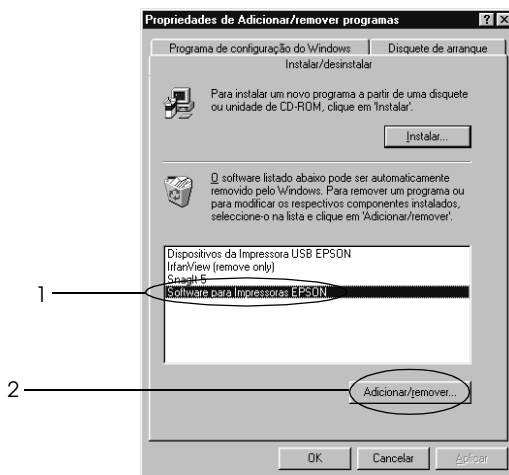 Propriedades de Adicionar/remover programas
Programa de configuração do Windows
Disquete de arranque
Instalar/desinstalar
Para instalar um novo programa a partir de uma disquete
ou unidade de CD-ROM, clique em 'Instalar'.
Instalar...
O software listado abaixo pode ser automaticamente
removido pelo Windows. Para remover um programa ou
para modificar os respectivos componentes instalados,
seleccione-o na lista e clique em 'Adicionar/remover'.
Dispositivos da Impressora USB EPSON
IrfanView (remove only)
SnagIt 5
1
Software para Impressoras EPSON
2
Adicionar/remover...
OK
Cancelar
Aplicar